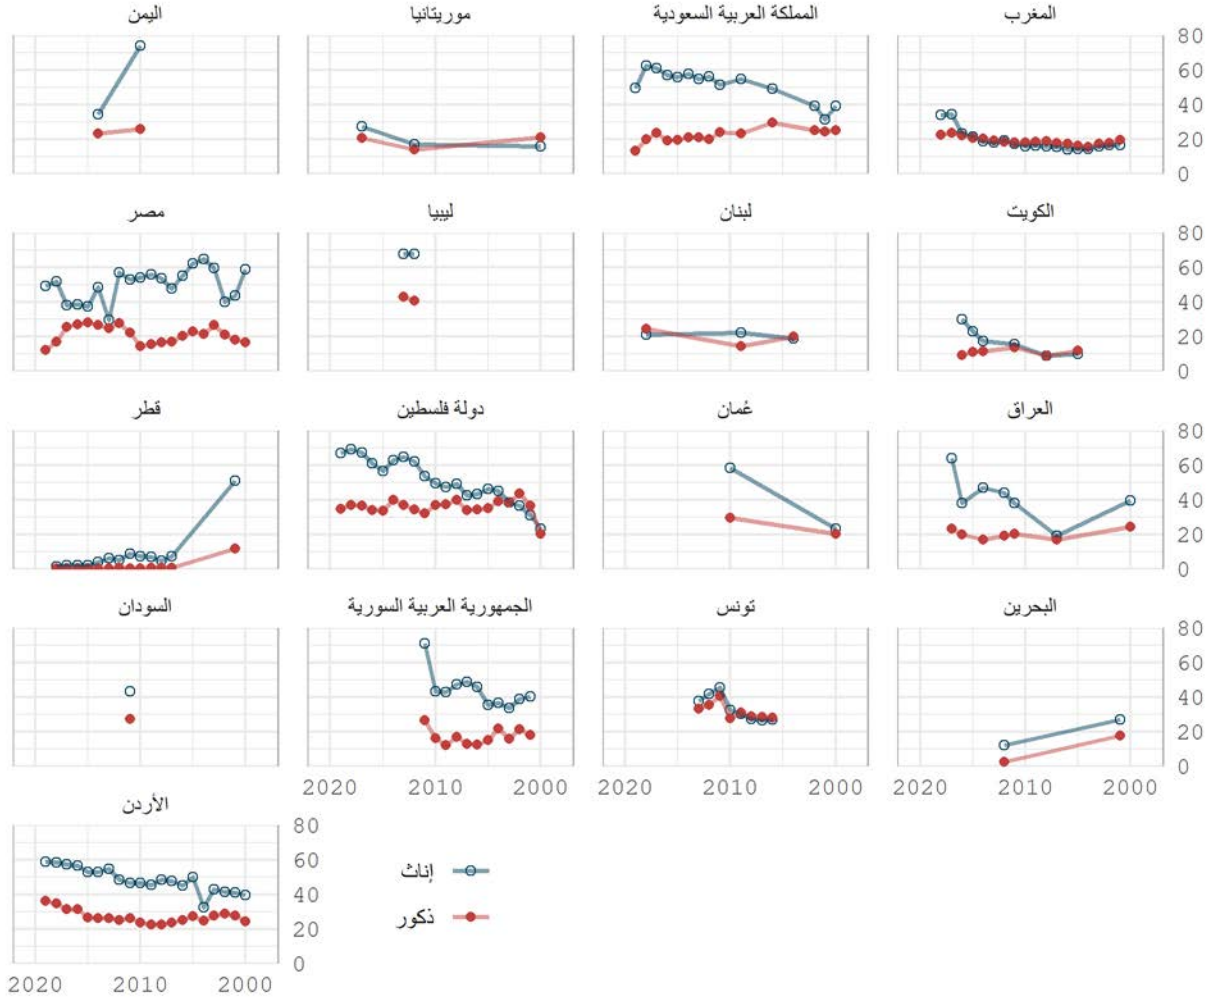 المغرب
المملكة العربية السعودية
موريتانيا
اليمن
80
60
40
20
0
الكويت
لبنان
ليبيا
مصر
80
60
40
20
0
العراق
عُمان
دولة فلسطين
قطر
80
60
40
20
0
البحرين
تونس
الجمهورية العربية السورية
السودان
80
60
40
20
0
2000 2010 2020
2000 2010 2020
2000 2010 2020
الأردن
80
60
40
20
0
2000 2010 2020
إناث
ذكور